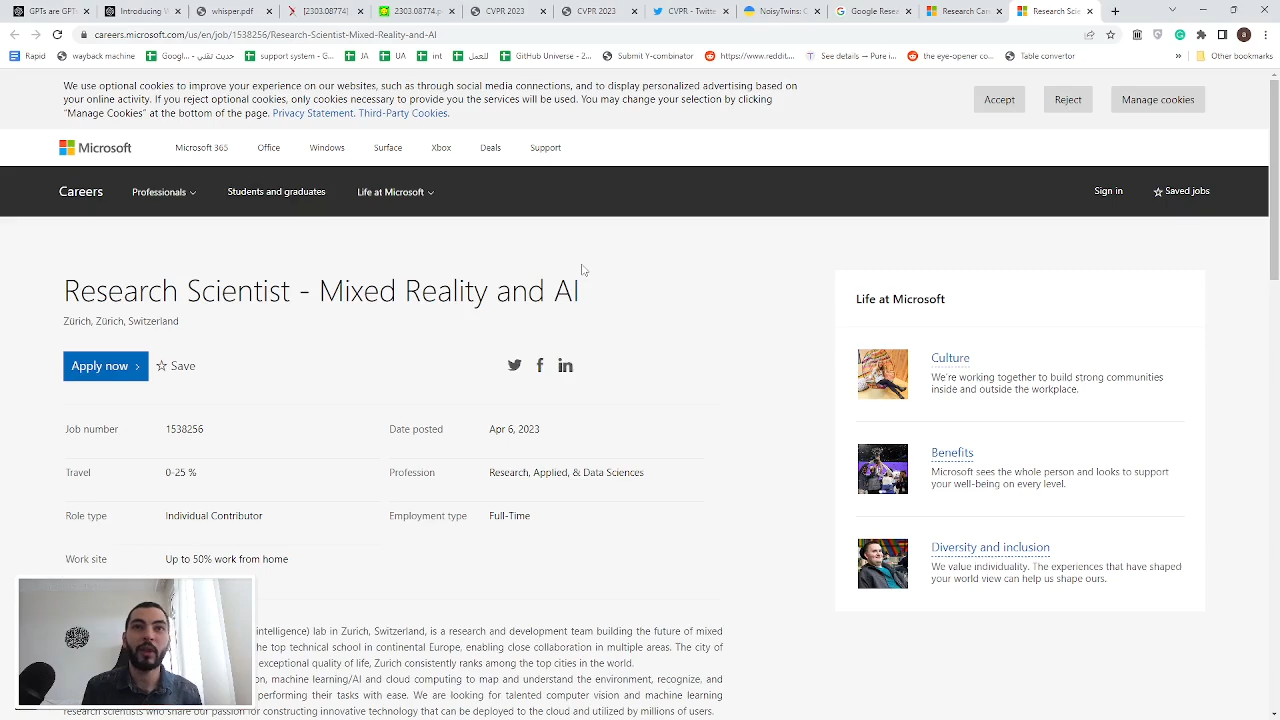 GPTs are G
Introducing W
whisper.pdf
[2303.08774]
2303.08774.p
CVPR 2023
CVPR 2023
CVPR - Twitt
NoisyTwins: C
Google Resea
Research Care
Research Scie
careers.microsoft.com/us/en/job/1538256/Research-Scientist-Mixed-Reality-and-AI
Rapid
wayback machine
support system - G...
JA
UA
int
GitHub Universe - 2...
Submit Y-combinator
https://www.reddit....
See details — Pure i...
the eye-opener co...
Table convertor
»
Other bookmarks
We use optional cookies to improve your experience on our websites, such as through social media connections, and to display personalized advertising based on
your online activity. If you reject optional cookies, only cookies necessary to provide you the services will be used. You may change your selection by clicking
"Manage Cookies" at the bottom of the page. Privacy Statement. Third-Party Cookies.
Accept
Reject
Manage cookies
Microsoft
Microsoft 365
Office
Windows
Surface
Xbox
Deals
Support
Careers
Professionals
Students and graduates
Life at Microsoft
Sign in
Saved jobs
Research Scientist - Mixed Reality and AI
Zürich, Zürich, Switzerland
Apply now
Save
Job number 1538256
Date posted Apr 6, 2023
Travel 0-25 %
Profession Research, Applied, & Data Sciences
Role type Individual Contributor
Employment type Full-Time
Work site Up to 50% work from home
intelligence) lab in Zurich, Switzerland, is a research and development team building the future of mixed
the top technical school in continental Europe, enabling close collaboration in multiple areas. The city of
exceptional quality of life, Zurich consistently ranks among the top cities in the world.
on, machine learning/AI and cloud computing to map and understand the environment, recognize, and
performing their tasks with ease. We are looking for talented computer vision and machine learning
research scientists who share our passion for constructing innovative technology that can be deployed to the cloud and utilized by millions of users.
Life at Microsoft
Culture
We're working together to build strong communities
inside and outside the workplace.
Benefits
Microsoft sees the whole person and looks to support
your well-being on every level.
Diversity and inclusion
We value individuality. The experiences that have shaped
your world view can help us shape ours.